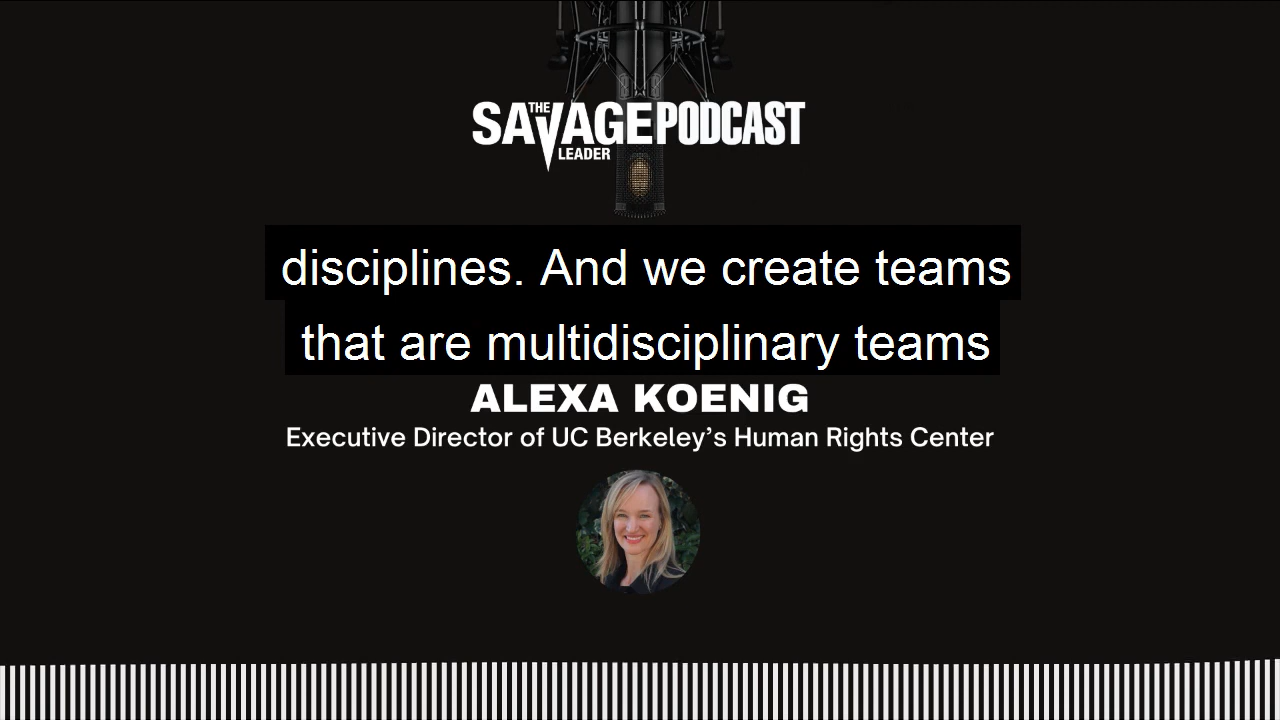 THE SAVAGE LEADER PODCAST
disciplines. And we create teams
that are multidisciplinary teams
ALEXA KOENIG
Executive Director of UC Berkeley’s Human Rights Center